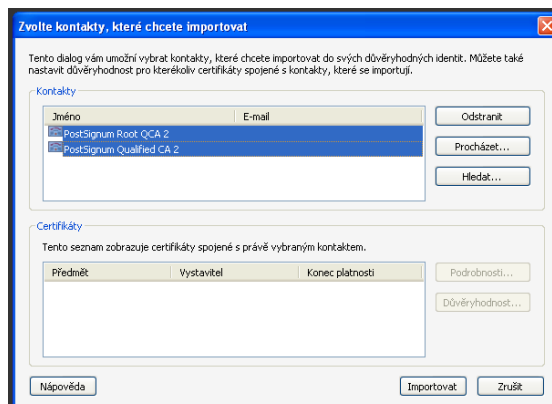 Zvolte kontakty, které chcete importovat
Tento dialog vám umožní vybrat kontakty, které chcete importovat do svých důvěryhodných identit. Můžete také
nastavit důvěryhodnost pro kterékoliv certifikáty spojené s kontakty, které se importují.
Kontakty
Jméno E-mail
PostSignum Root QCA 2
PostSignum Qualified CA 2
Odstranit
Procházet...
Hledat...
Certifikáty
Tento seznam zobrazuje certifikáty spojené s právě vybraným kontaktem.
Předmět Vystavitel Konec platnosti
Podrobnosti...
Důvěryhodnost...
Nápověda Importovat Zrušit